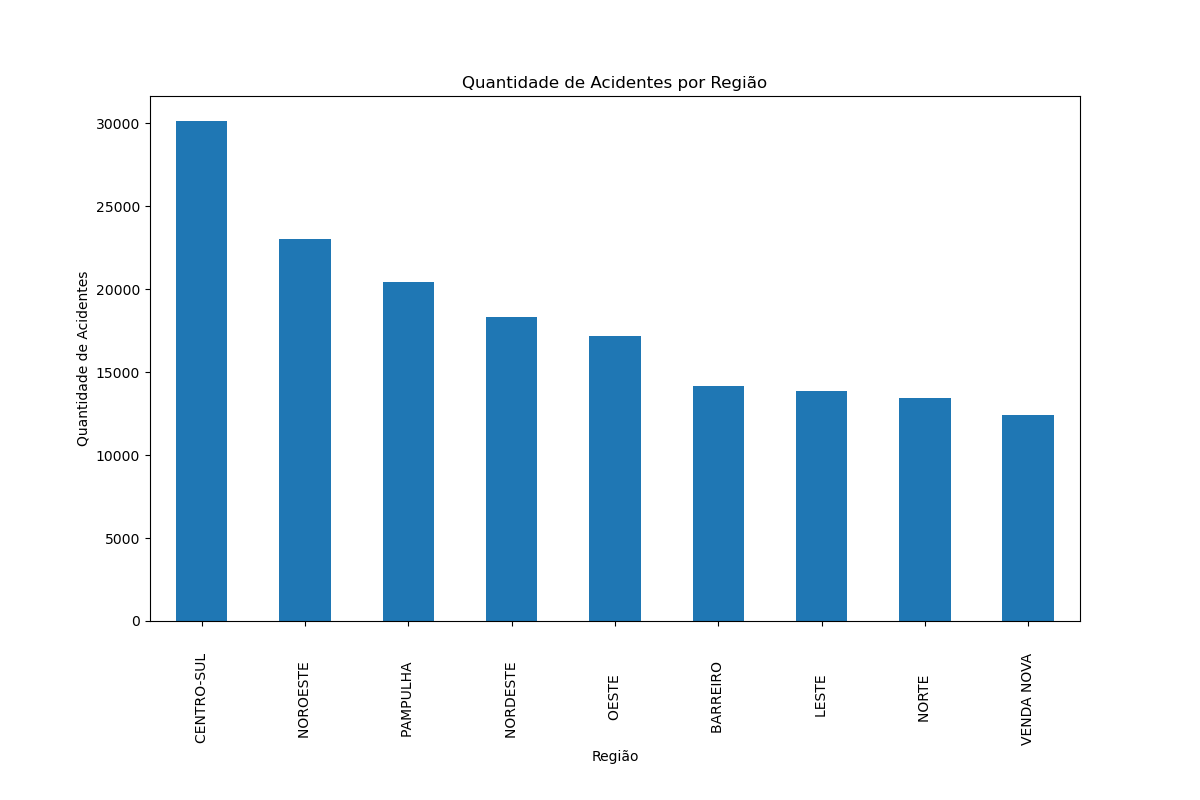 Quantidade de Acidentes por Região
Quantidade de Acidentes
30000
25000
20000
15000
10000
5000
0
CENTRO-SUL
NOROESTE
PAMPULHA
NORDESTE
OESTE
BARREIRO
LESTE
NORTE
VENDA NOVA
Região